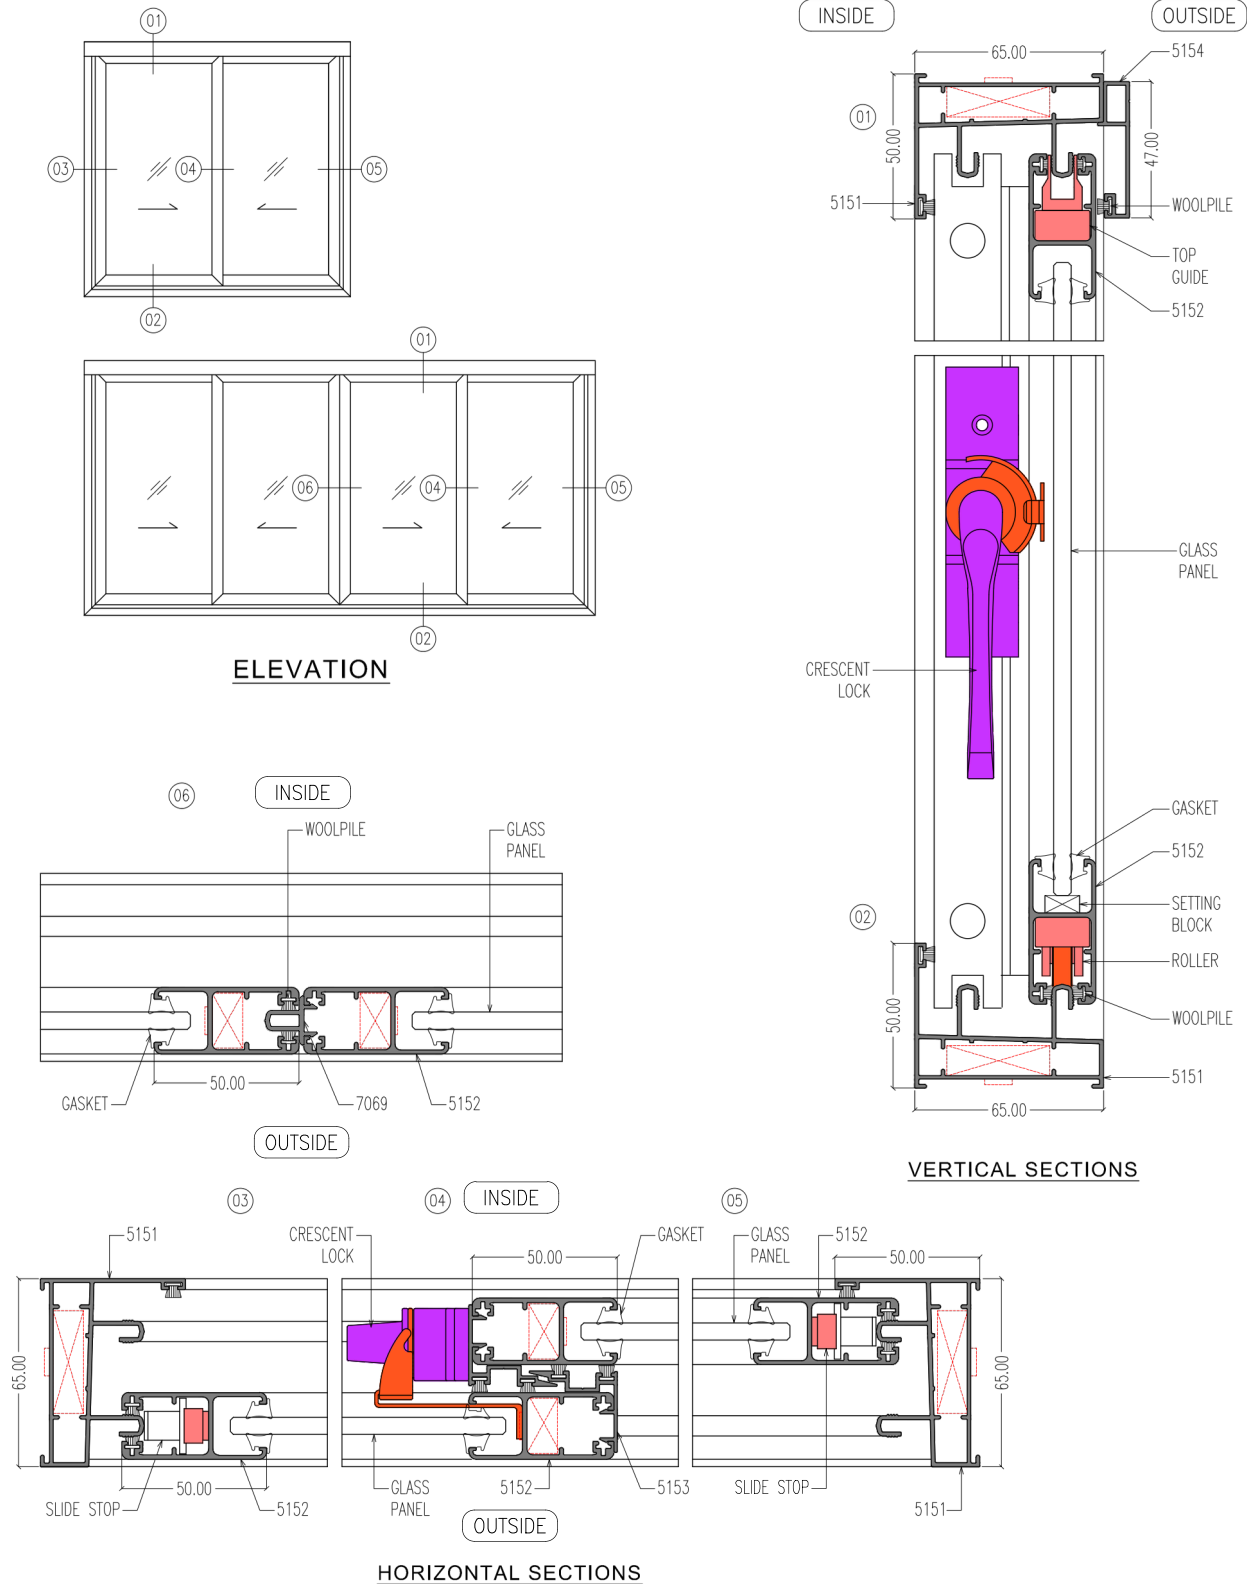 01
03
04
05
02
01
06
04
05
02
ELEVATION
INSIDE
OUTSIDE
65.00
5154
01
50.00
47.00
5151
WOOLPILE
TOP
GUIDE
5152
GLASS
PANEL
CRESCENT
LOCK
GASKET
5152
02
SETTING
BLOCK
ROLLER
50.00
WOOLPILE
5151
65.00
VERTICAL SECTIONS
06
INSIDE
WOOLPILE
GLASS
PANEL
50.00
GASKET
7069
5152
OUTSIDE
03
04
INSIDE
05
5151
CRESCENT
LOCK
50.00
GASKET
GLASS
PANEL
5152
50.00
65.00
65.00
50.00
SLIDE STOP
5152
GLASS
PANEL
5152
5153
SLIDE STOP
5151
OUTSIDE
HORIZONTAL SECTIONS